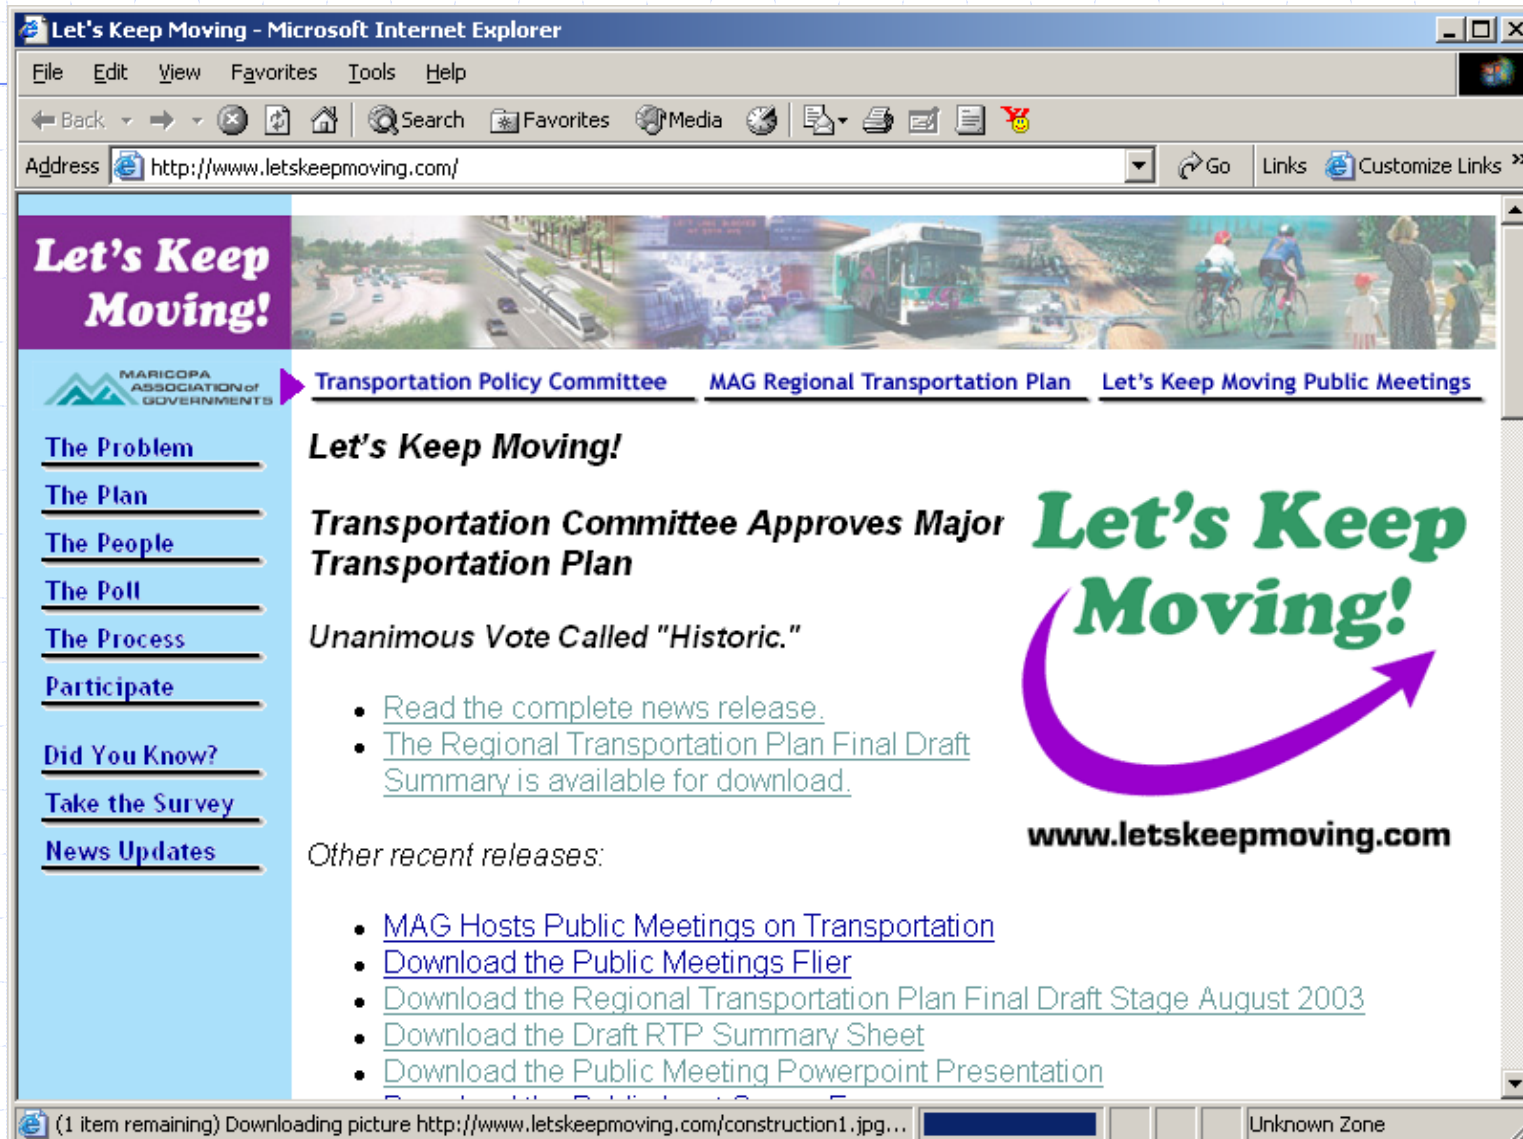 Let's Keep Moving - Microsoft Internet Explorer
File Edit View Favorites Tools Help
Back Search Favorites Media
Address http://www.letskeepmoving.com/ Go Links Customize Links »
Let's Keep
Moving!
MARICOPA
ASSOCIATION of
GOVERNMENTS
Transportation Policy Committee MAG Regional Transportation Plan Let's Keep Moving Public Meetings
The Problem
The Plan
The People
The Poll
The Process
Participate
Did You Know?
Take the Survey
News Updates
Let's Keep Moving!
Transportation Committee Approves Major
Transportation Plan
Unanimous Vote Called "Historic."
• Read the complete news release.
• The Regional Transportation Plan Final Draft
Summary is available for download.
Let's Keep
Moving!
www.letskeepmoving.com
Other recent releases:
• MAG Hosts Public Meetings on Transportation
• Download the Public Meetings Flier
• Download the Regional Transportation Plan Final Draft Stage August 2003
• Download the Draft RTP Summary Sheet
• Download the Public Meeting Powerpoint Presentation
(1 item remaining) Downloading picture http://www.letskeepmoving.com/construction1.jpg... Unknown Zone